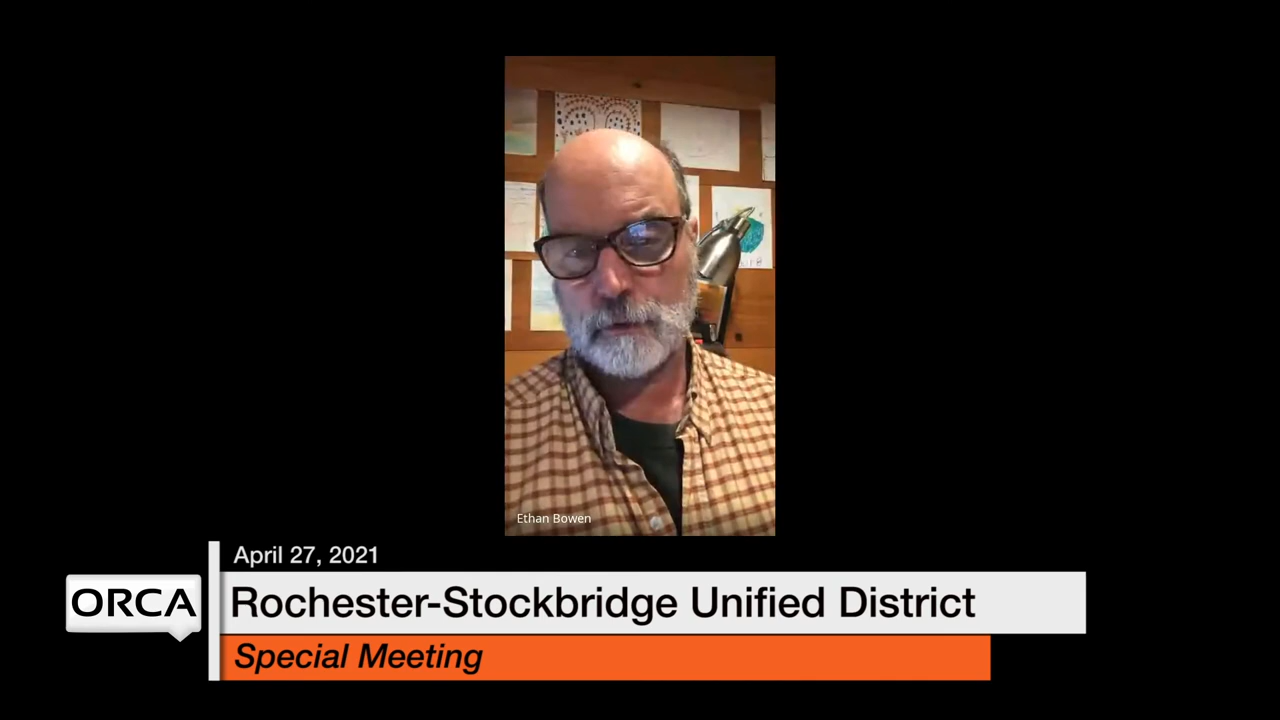 Ethan Bowen
April 27, 2021
ORCA
Rochester-Stockbridge Unified District
Special Meeting